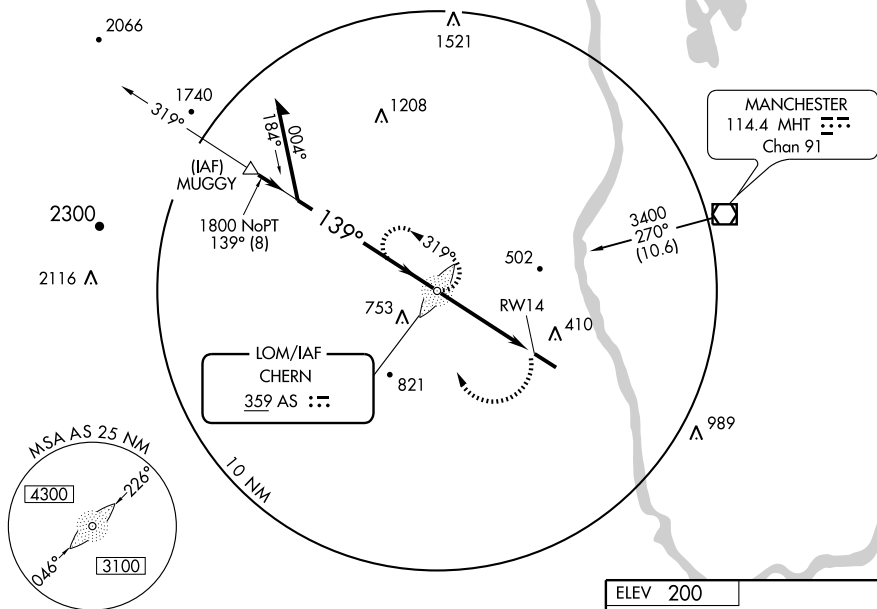 2066
1521
1740
319°
1208
004°
184°
MANCHESTER
114.4 MHT
Chan 91
(IAF)
MUGGY
1800 NoPT
139° (8)
139°
3400
270°
(10.6)
2300
2116
319°
502
RW14
753
410
LOM/IAF
CHERN
359 AS
821
989
10 NM
MSA AS 25 NM
4300
226°
046°
3100
ELEV 200